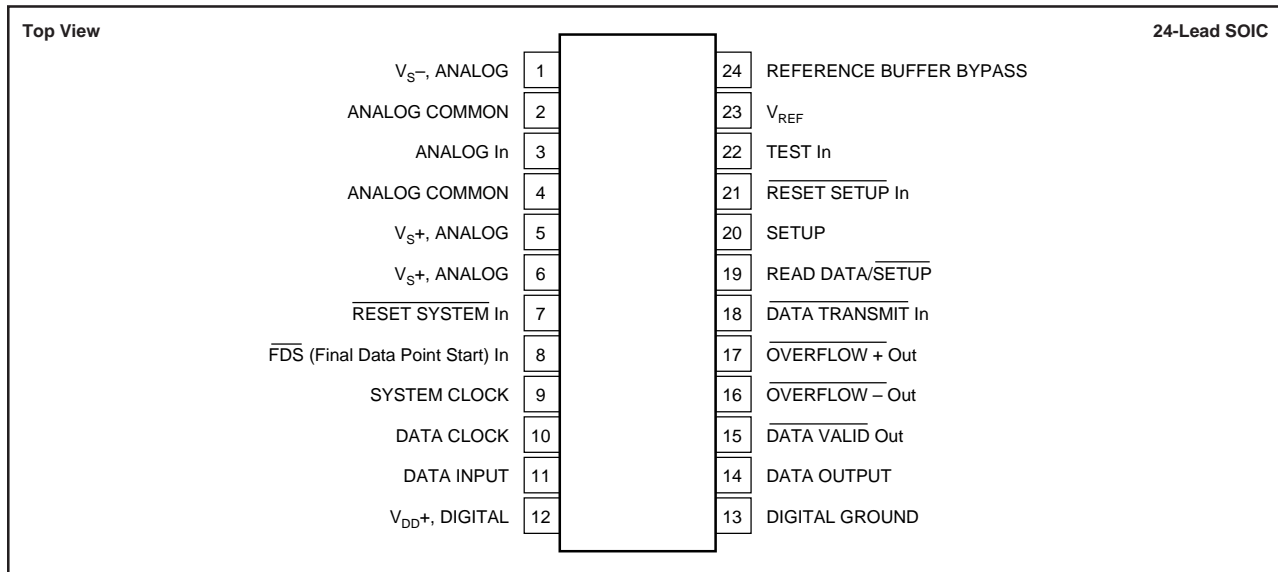 Top View
24-Lead SOIC
VS–, ANALOG 1
ANALOG COMMON 2
ANALOG In 3
ANALOG COMMON 4
VS+, ANALOG 5
VS+, ANALOG 6
RESET SYSTEM In 7
FDS (Final Data Point Start) In 8
SYSTEM CLOCK 9
DATA CLOCK 10
DATA INPUT 11
VDD+, DIGITAL 12
24 REFERENCE BUFFER BYPASS
23 VREF
22 TEST In
21 RESET SETUP In
20 SETUP
19 READ DATA/SETUP
18 DATA TRANSMIT In
17 OVERFLOW + Out
16 OVERFLOW – Out
15 DATA VALID Out
14 DATA OUTPUT
13 DIGITAL GROUND